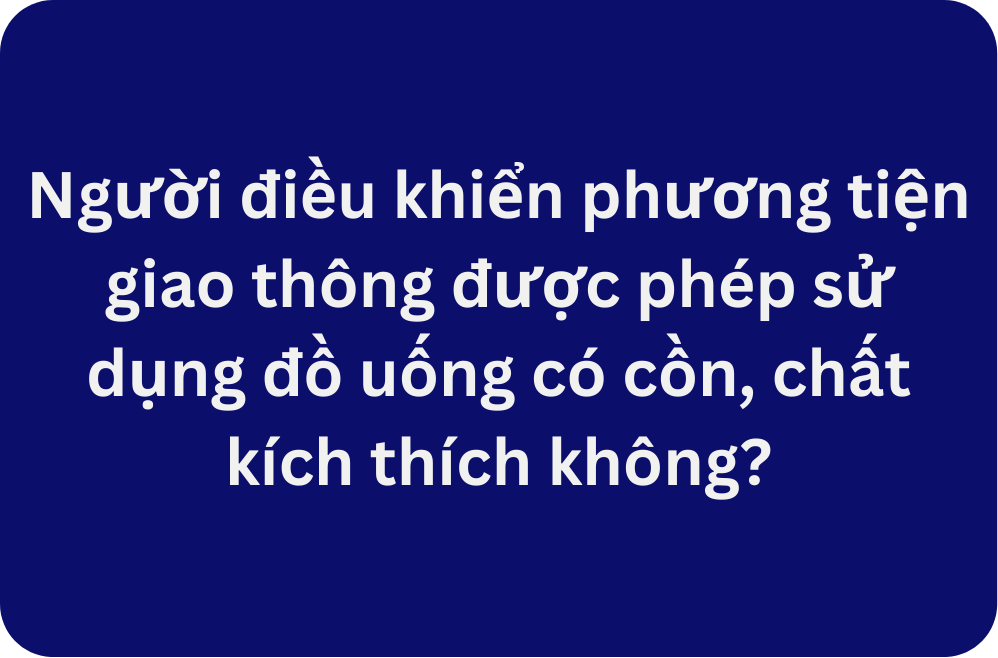 Người điều khiển phương tiện
giao thông được phép sử
dụng đồ uống có cồn, chất
kích thích không?